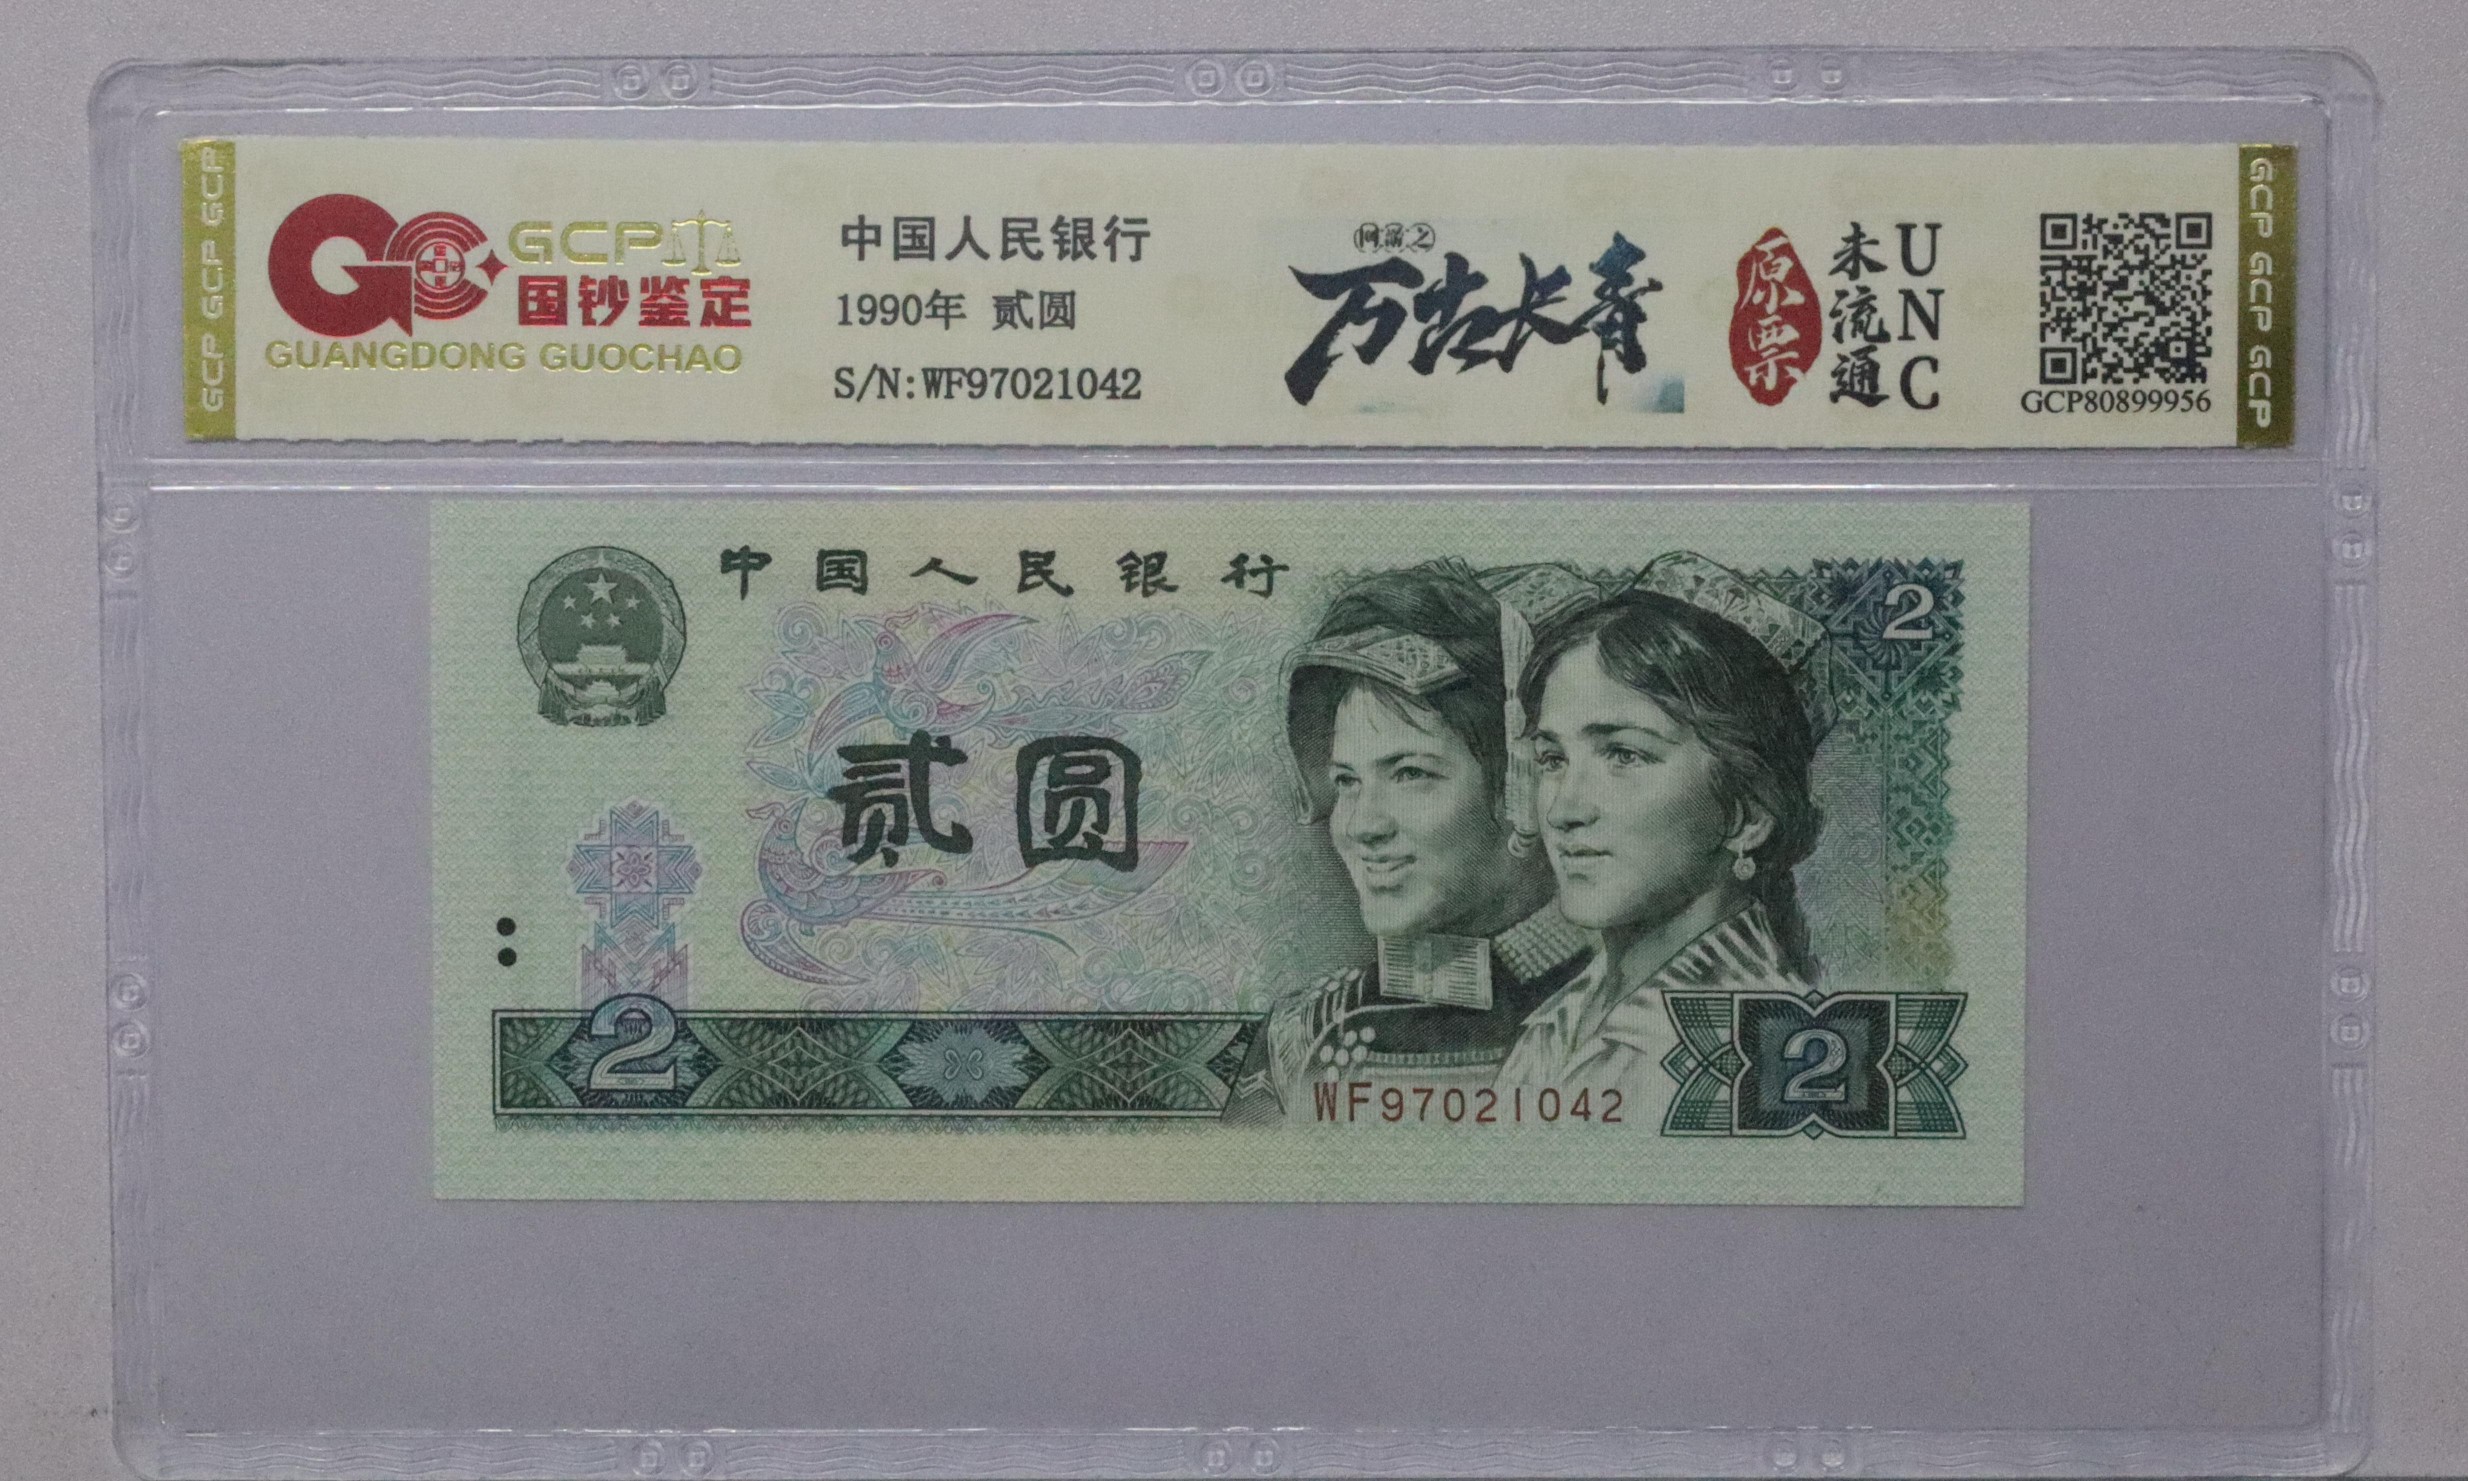 GCP GCP GCP
GCP
国钞鉴定
GUANGDONG GUOCHAO
中国人民银行
1990年 贰圆
S/N:WF97021042
万古长青
原票
未流通
UNC
GCP80899956
GCP GCP GCP
中国人民银行
2
贰圆
2
WF97021042
2